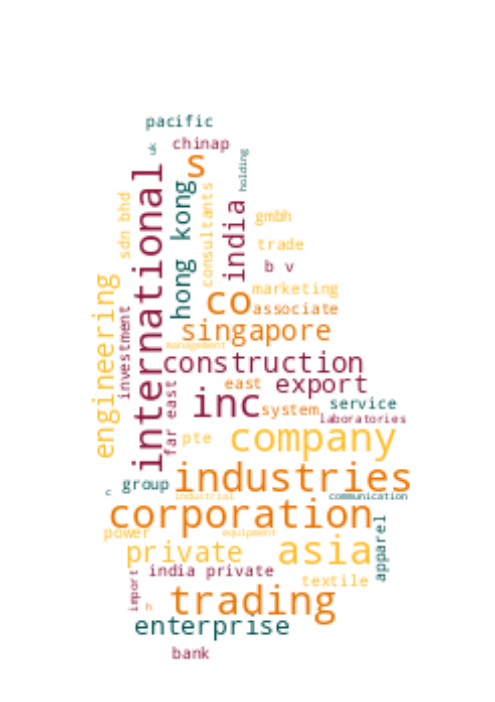 pacific
uk
chinap
s
holding
international
hong kong
consultants
sdn bhd
india
gmbh
trade
b v
marketing
co
associate
engineering
investment
singapore
management
construction
far east
east
export
inc
system
service
laboratories
pte
company
industries
group
c
industrial
communication
corporation
power
equipment
private
asia
apparel
india private
textile
import
h
trading
enterprise
bank